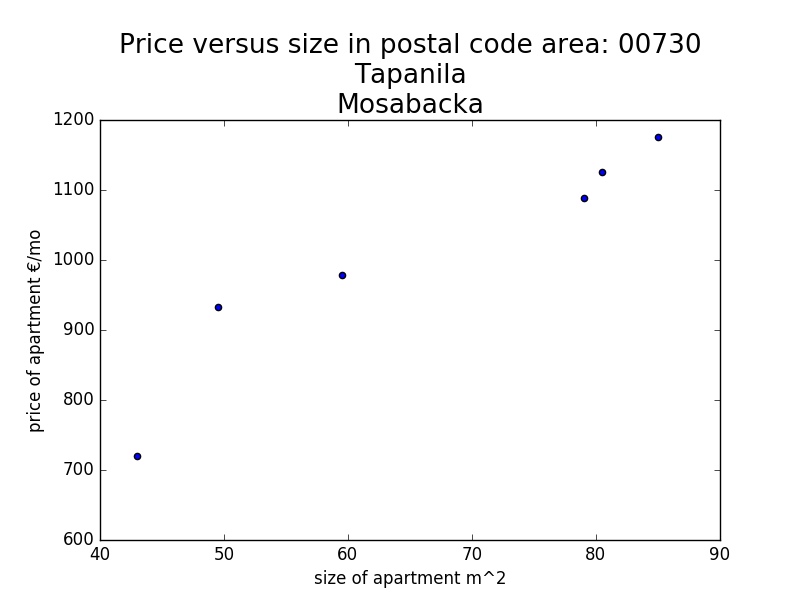 Price versus size in postal code area: 00730
Tapanila
Mosabacka
1200
1100
1000
900
800
700
600
price of apartment €/mo
40 50 60 70 80 90
size of apartment m^2